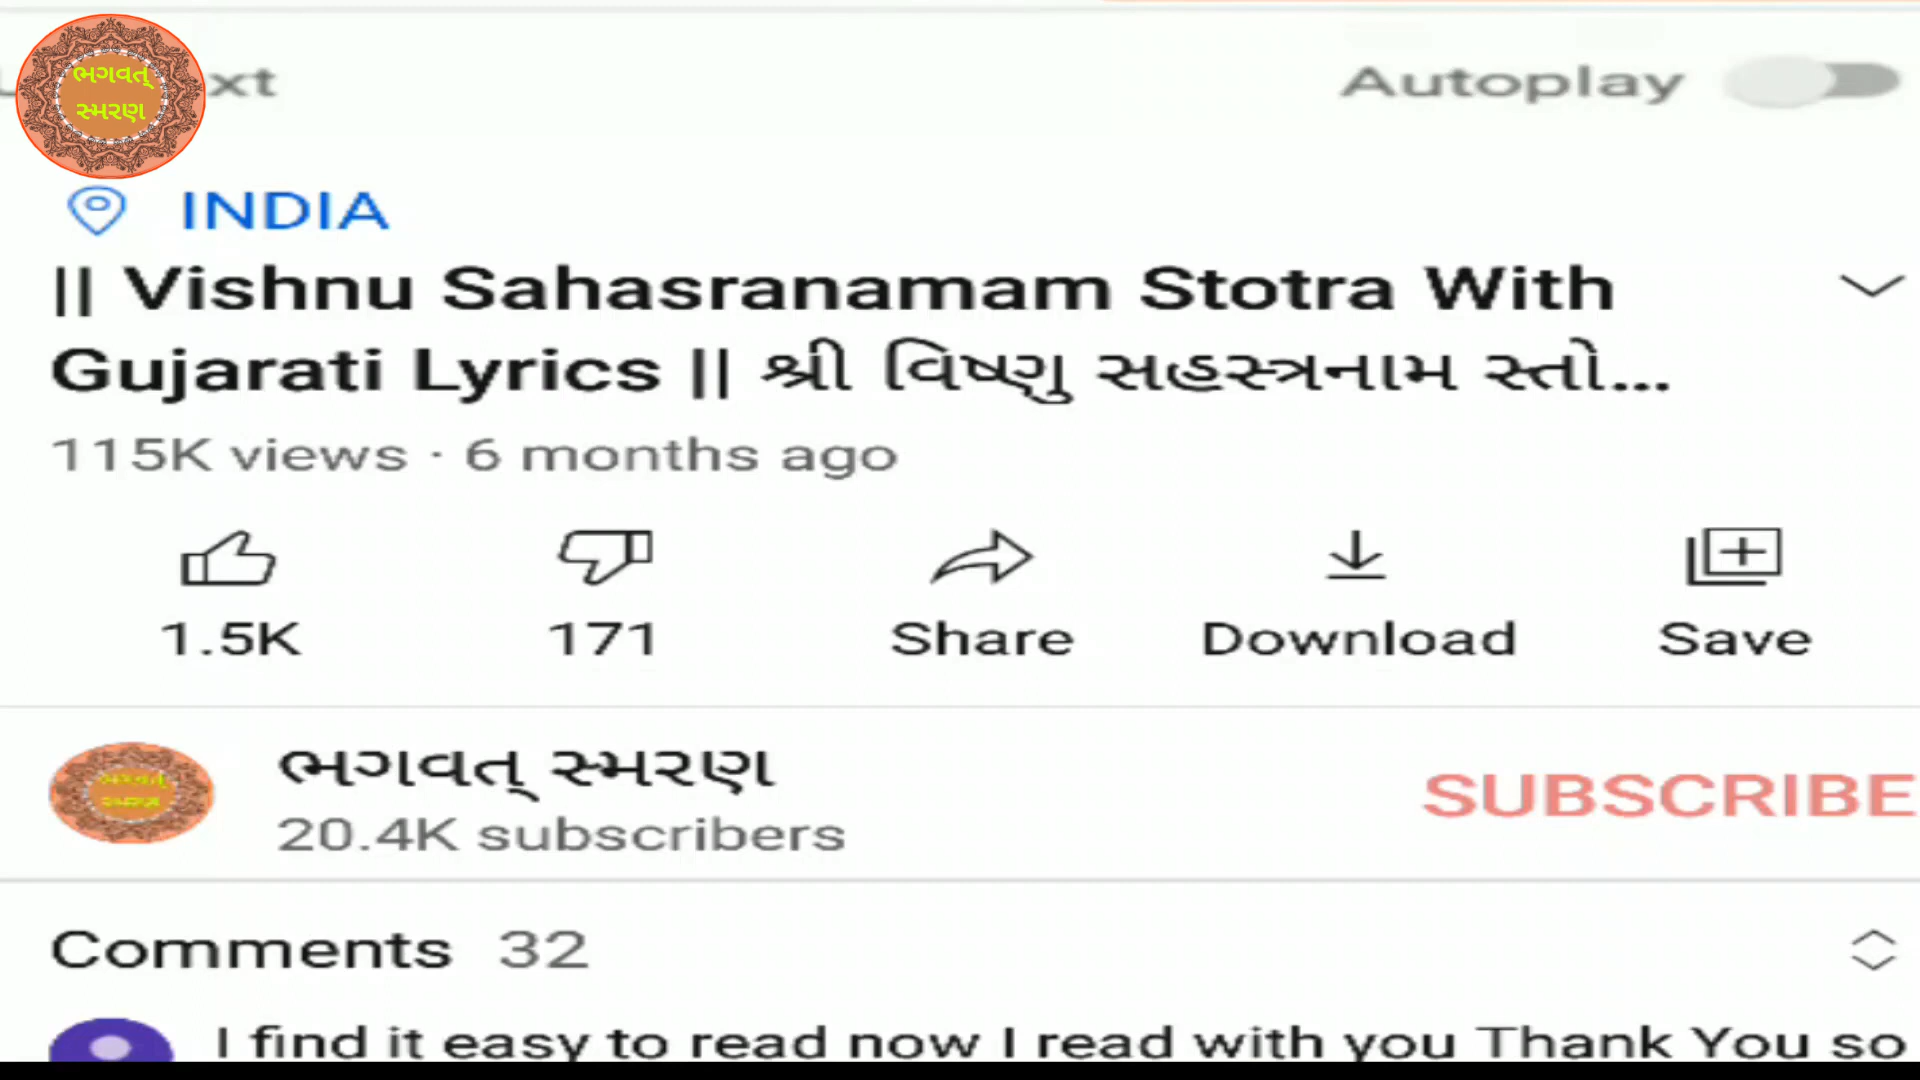 ભગવત્
સ્મરણ
xt
Autoplay
INDIA
|| Vishnu Sahasranamam Stotra With
Gujarati Lyrics || શ્રી વિષ્ણુ સહસ્ત્રનામ સ્તો...
115K views · 6 months ago
1.5K
171
Share
Download
Save
ભગવત્ સ્મરણ
20.4K subscribers
SUBSCRIBE
ભગવત્
સ્મરણ
Comments 32
I find it easy to read now I read with you Thank You so